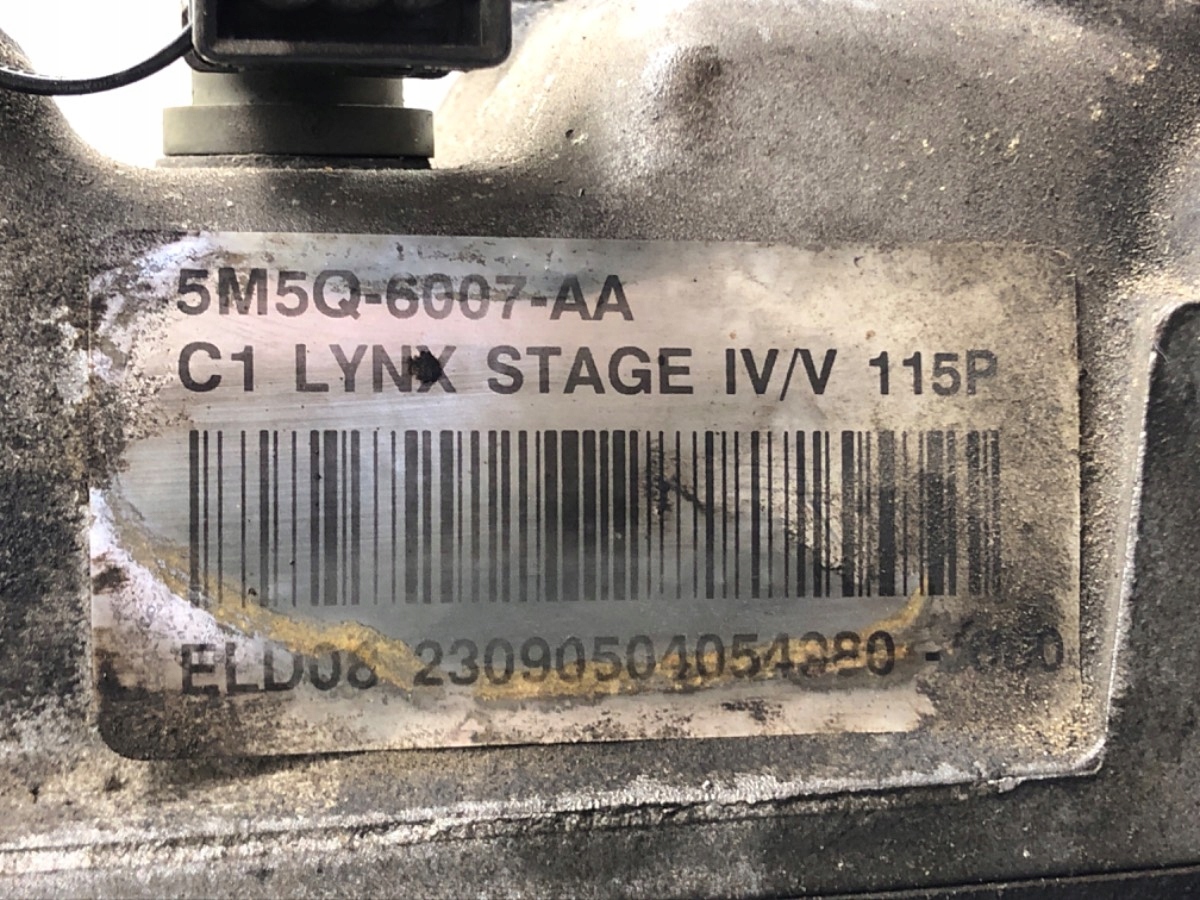 5M5Q-6007-AA
C1 LYNX STAGE IV/V 115P
ELD08